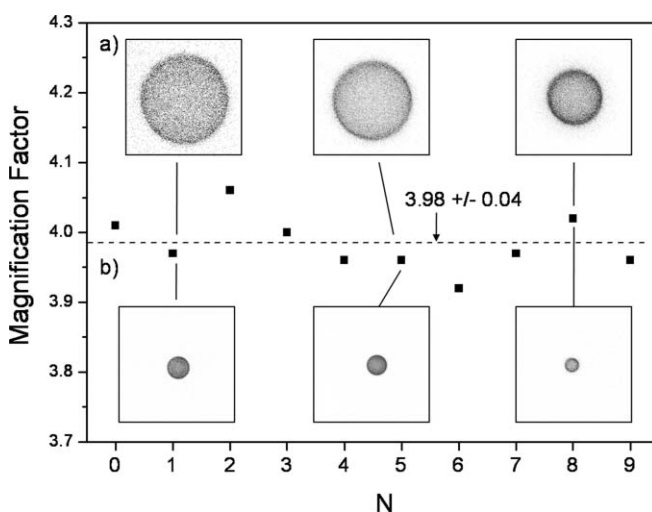 4.3
a)
4.2
4.1
3.98 +/- 0.04
4.0
b)
3.9
3.8
3.7
Magnification Factor
0 1 2 3 4 5 6 7 8 9
N